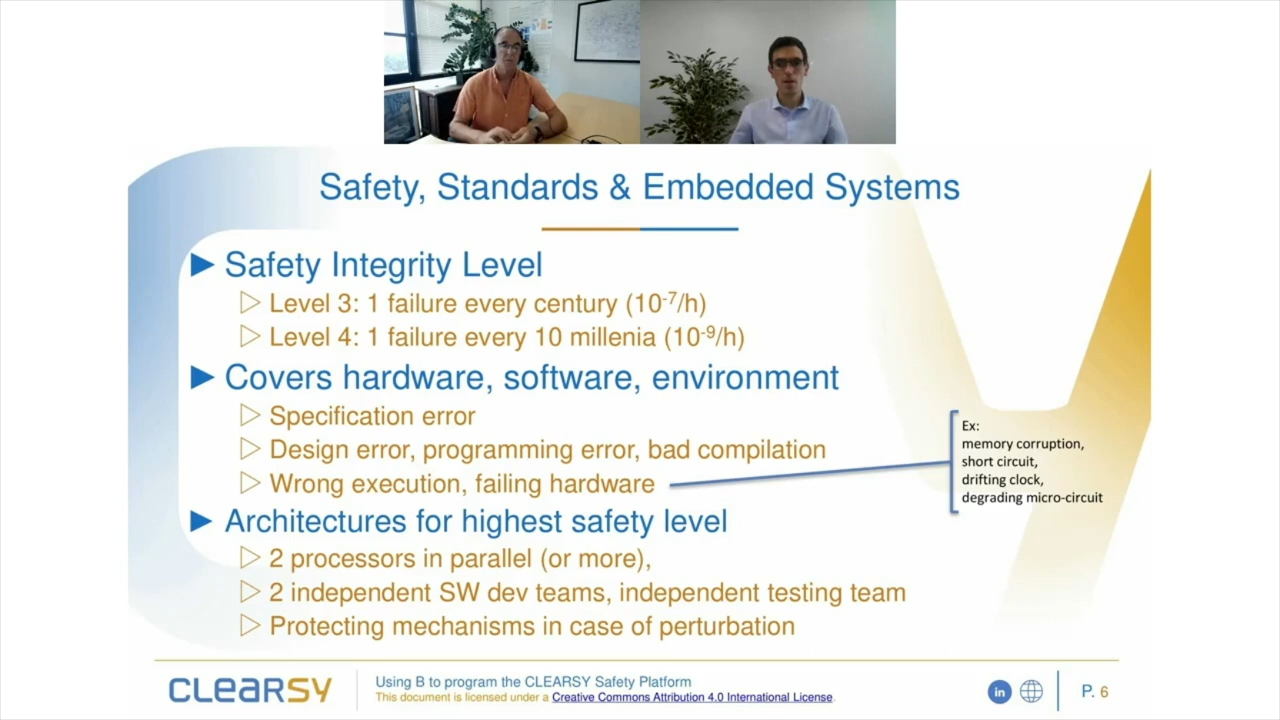 Safety, Standards & Embedded Systems
Safety Integrity Level
Level 3: 1 failure every century (10-7/h)
Level 4: 1 failure every 10 millenia (10-9/h)
Covers hardware, software, environment
Specification error
Design error, programming error, bad compilation
Wrong execution, failing hardware
Ex:
memory corruption,
short circuit,
drifting clock,
degrading micro-circuit
Architectures for highest safety level
2 processors in parallel (or more),
2 independent SW dev teams, independent testing team
Protecting mechanisms in case of perturbation
CLEARSY
Using B to program the CLEARSY Safety Platform
This document is licensed under a Creative Commons Attribution 4.0 International License.
in
P. 6